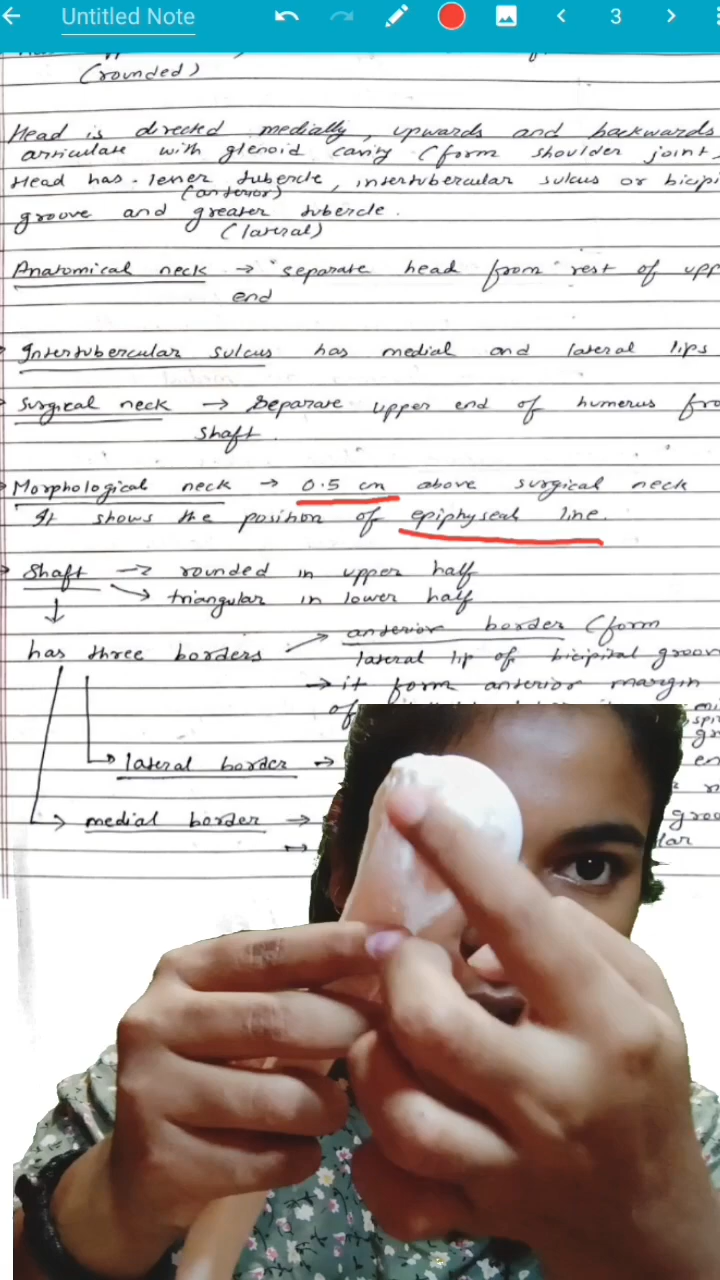 Untitled Note
3
(rounded)
Head is directed medially, upwards and backwards
articulate with glenoid cavity (form shoulder joint,
Head has lesser tubercle, intertubercular sulcus or bicipi
(anterior)
groove and greater tubercle.
(lateral)
Anatomical neck → separate head from rest of upp
end
Intertubercular sulcus has medial and lateral lips
Surgical neck → Separate upper end of humerus fro
shaft.
Morphological neck → 0.5 cm above surgical neck
It shows the position of epiphyseal line.
Shaft → rounded in upper half
→ triangular in lower half
↓
has three borders → anterior border (form
lateral lip of bicipital groov
→ it form anterior margin
of
→ lateral border →
en
→ medial border → groo
lar